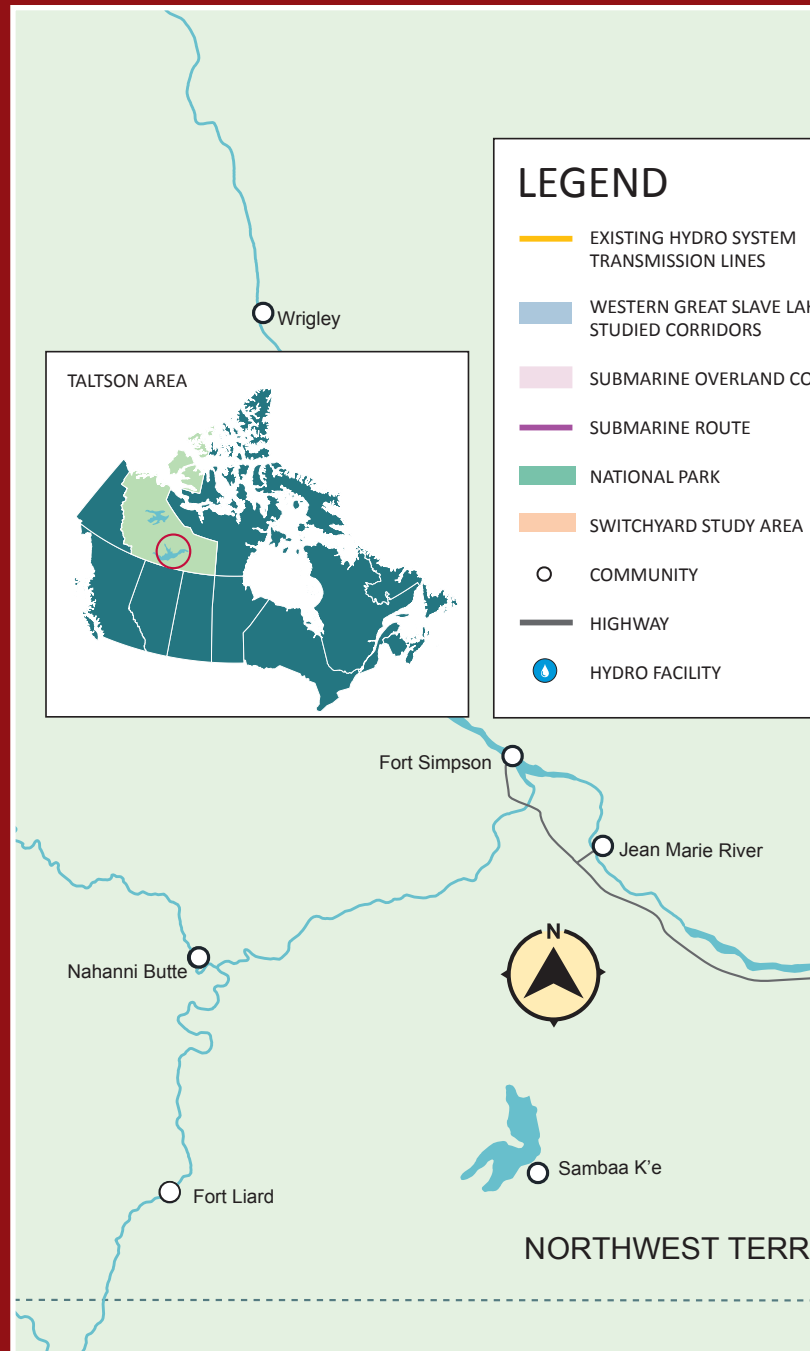 LEGEND
EXISTING HYDRO SYSTEM
TRANSMISSION LINES
WESTERN GREAT SLAVE
STUDIED CORRIDORS
SUBMARINE OVERLAND
SUBMARINE ROUTE
NATIONAL PARK
SWITCHYARD STUDY AREA
COMMUNITY
HIGHWAY
HYDRO FACILITY
Wrigley
TALTSON AREA
Fort Simpson
Jean Marie River
N
Nahanni Butte
Sambaa K'e
Fort Liard
NORTHWEST TERR